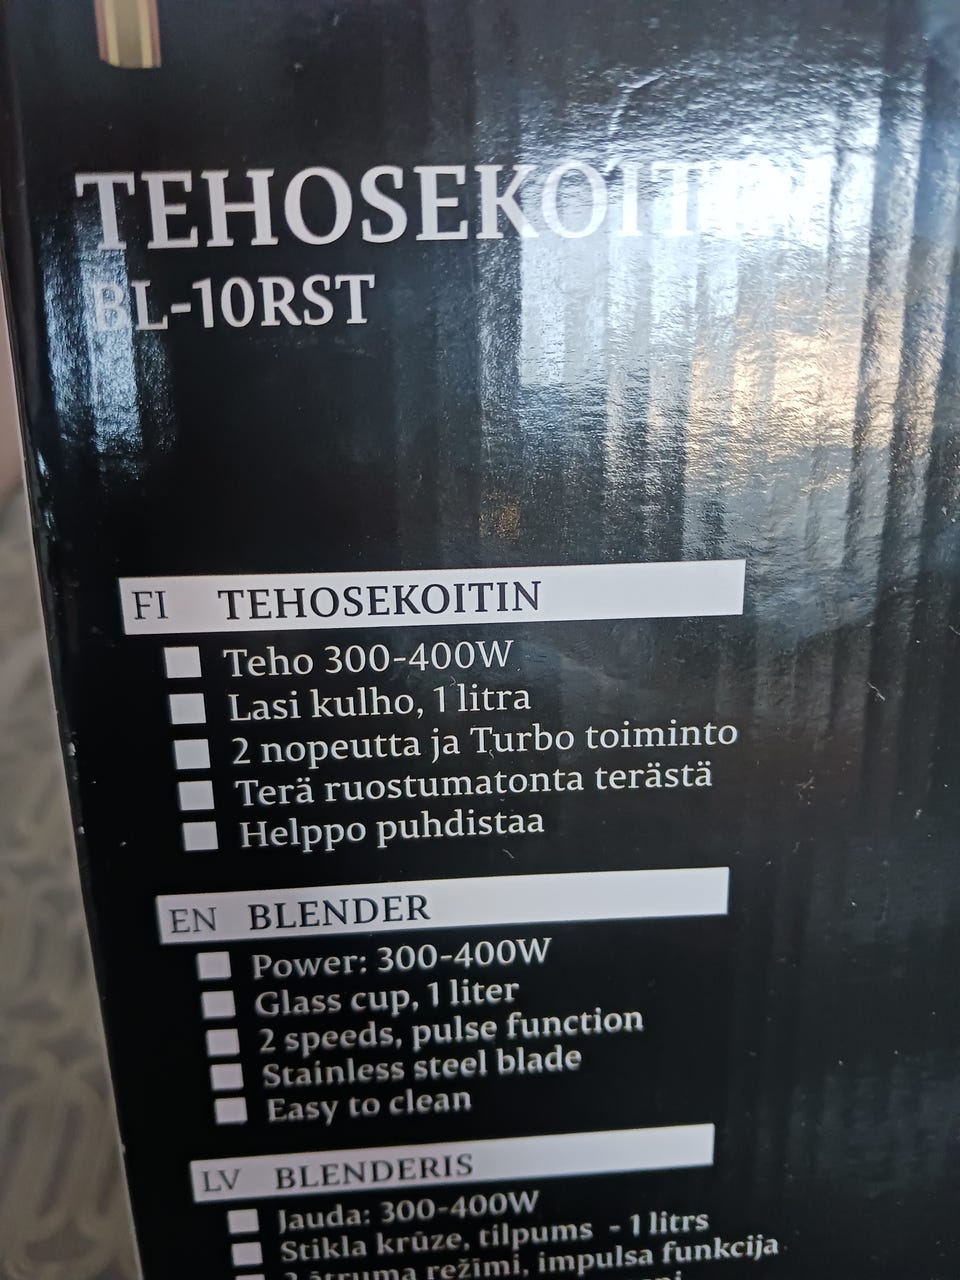 TEHOSEKOITIN
BL-10RST
FI TEHOSEKOITIN
Teho 300-400W
Lasi kulho, 1 litra
2 nopeutta ja Turbo toiminto
Terä ruostumatonta terästä
Helppo puhdistaa
EN BLENDER
Power: 300-400W
Glass cup, 1 liter
2 speeds, pulse function
Stainless steel blade
Easy to clean
LV BLENDERIS
Jauda: 300-400W
Stikla krūze, tilpums - 1 litrs
2 ātruma režīmi, impulsa funkcija